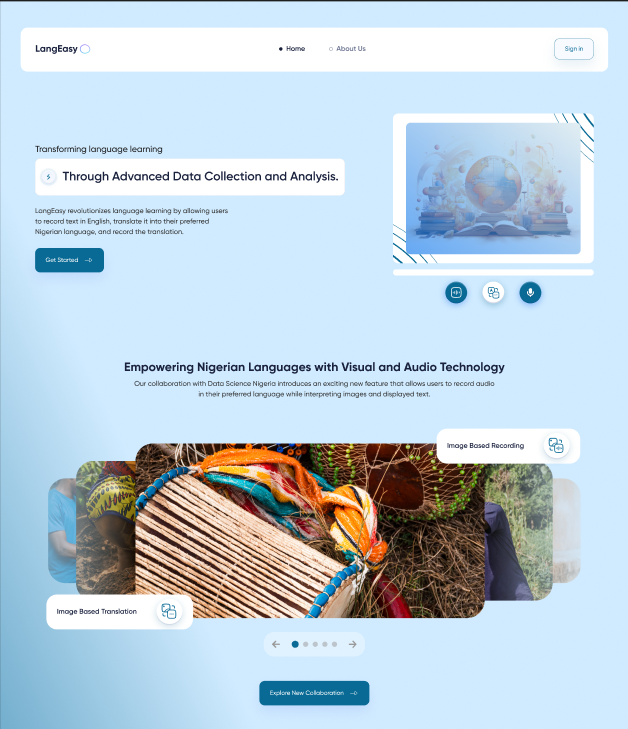 LangEasy
Home
About Us
Sign in
Transforming language learning
Through Advanced Data Collection and Analysis.
LangEasy revolutionizes language learning by allowing users
to record text in English, translate it into their preferred
Nigerian language, and record the translation.
Get Started
Empowering Nigerian Languages with Visual and Audio Technology
Our collaboration with Data Science Nigeria introduces an exciting new feature that allows users to record audio
in their preferred language while interpreting images and displayed text.
Image Based Recording
Image Based Translation
Explore New Collaboration